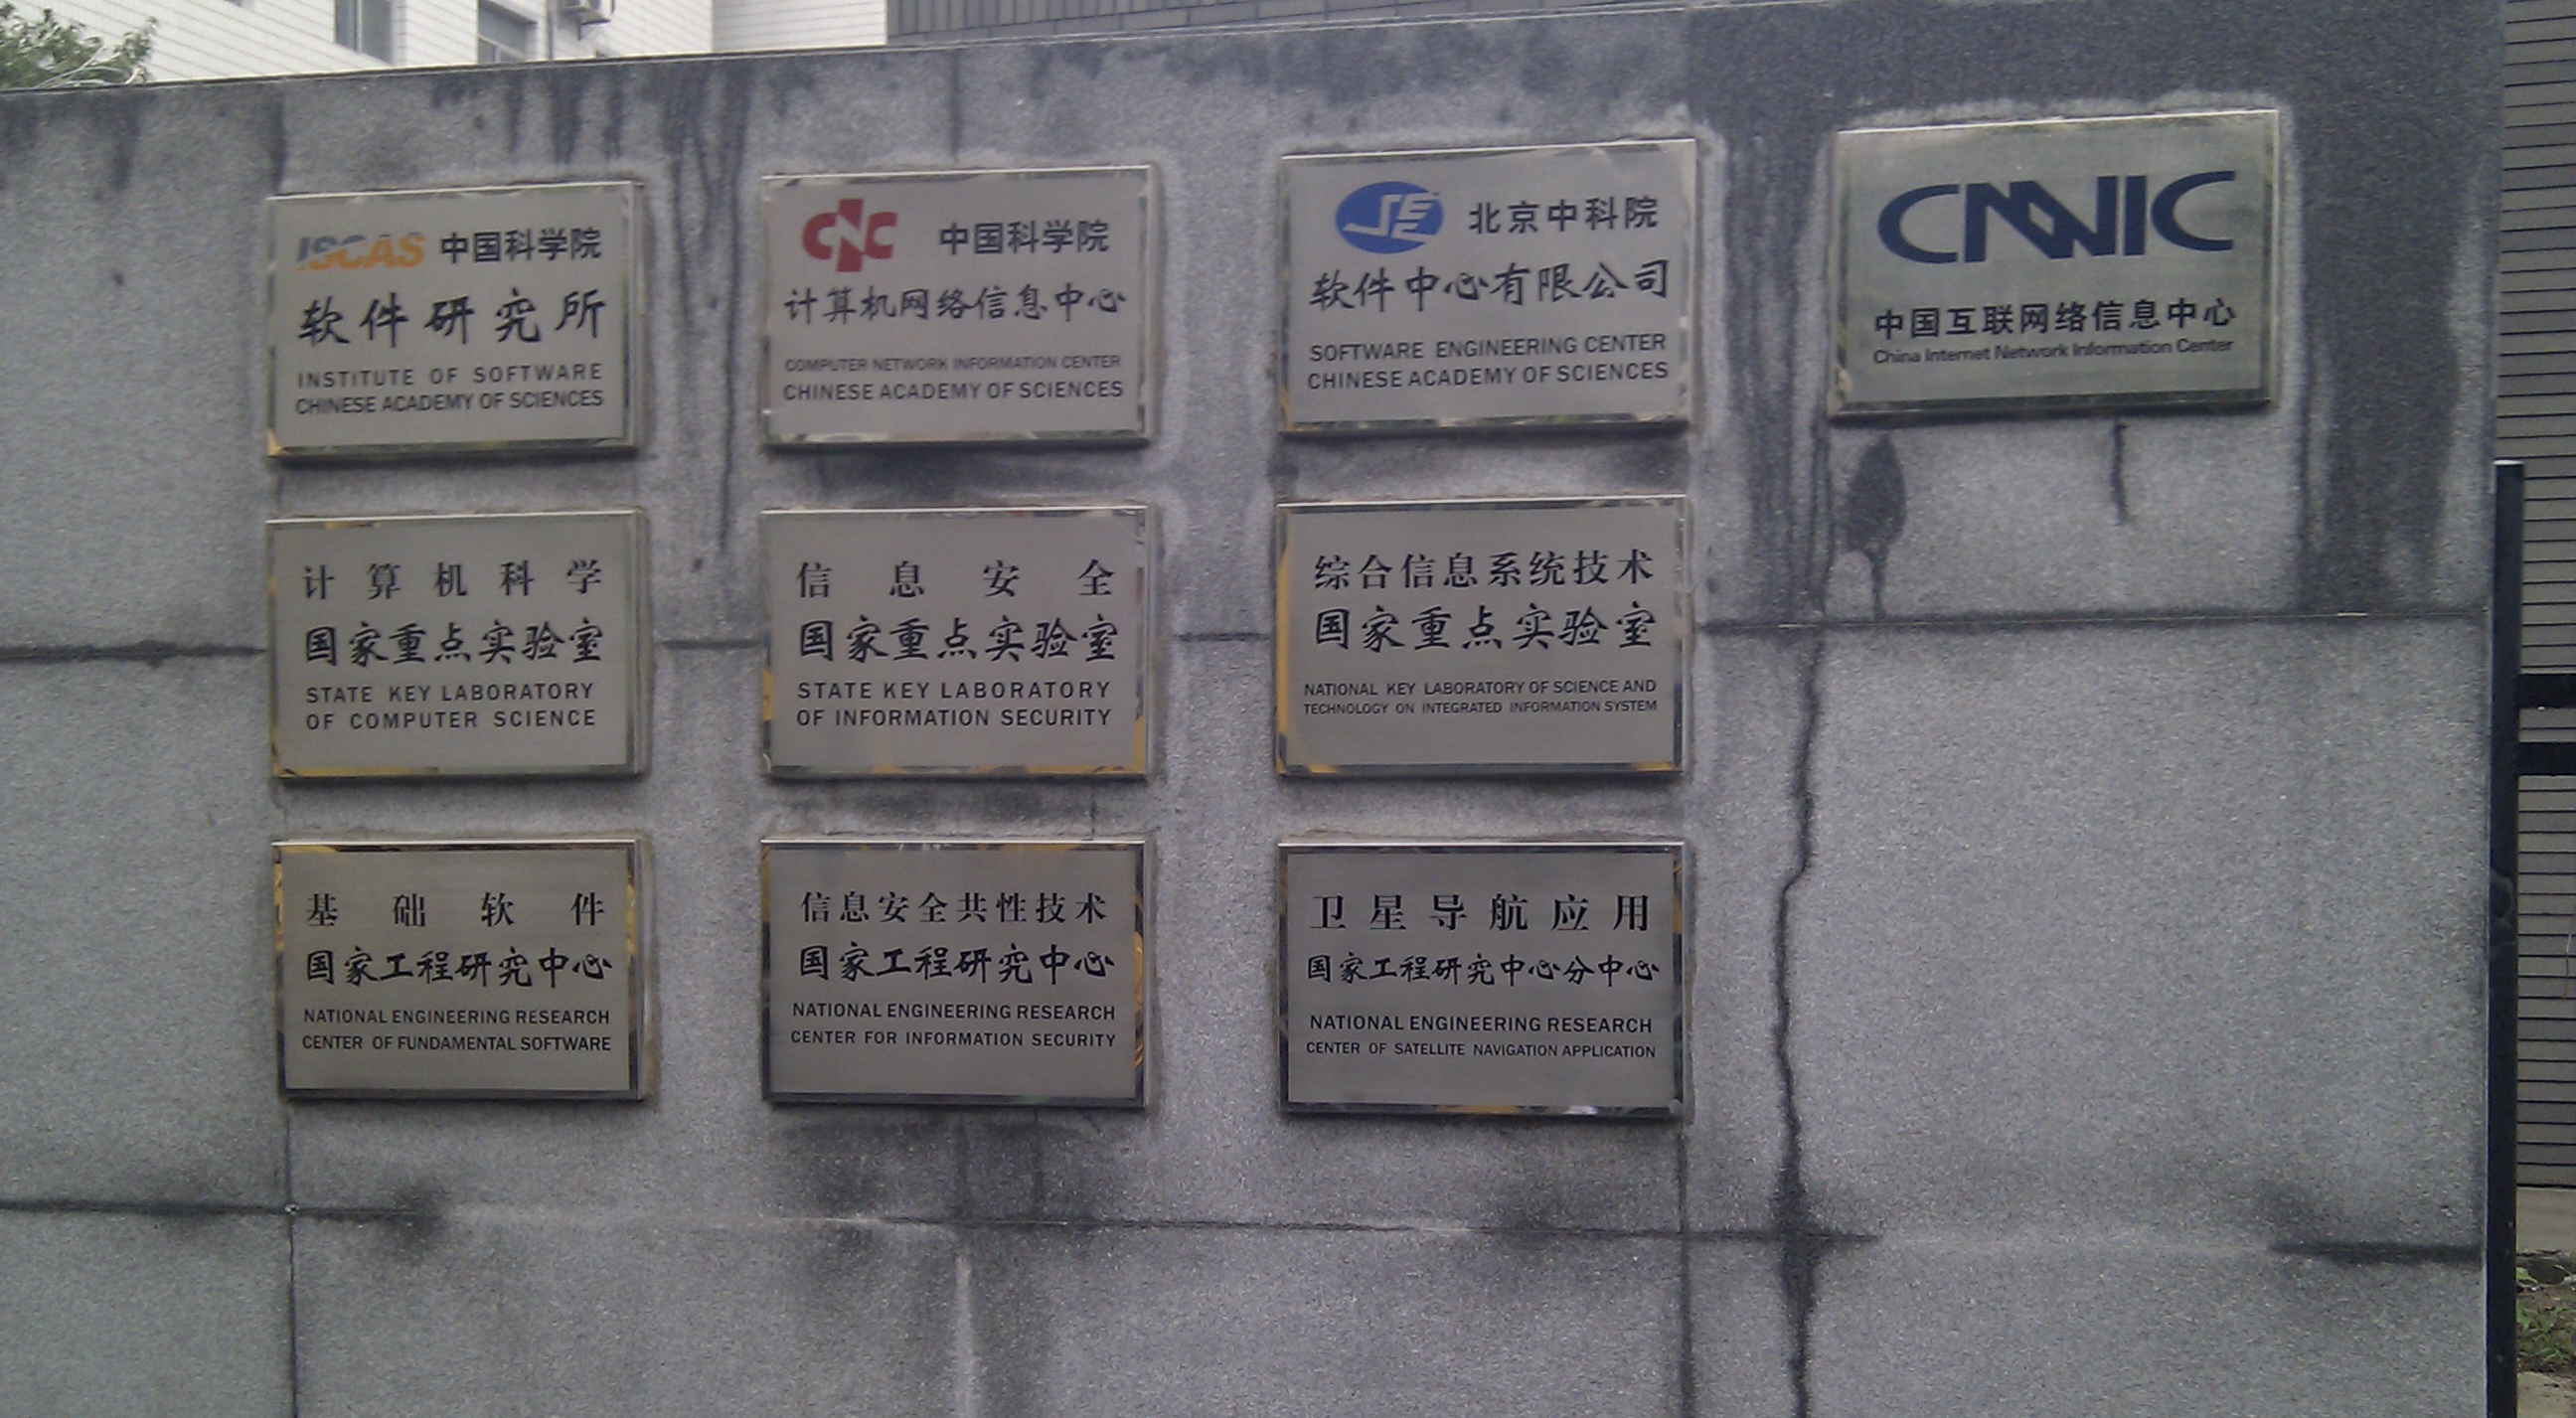 ISCAS 中国科学院
软件研究所
INSTITUTE OF SOFTWARE
CHINESE ACADEMY OF SCIENCES
CNC 中国科学院
计算机网络信息中心
COMPUTER NETWORK INFORMATION CENTER
CHINESE ACADEMY OF SCIENCES
SEC 北京中科院
软件中心有限公司
SOFTWARE ENGINEERING CENTER
CHINESE ACADEMY OF SCIENCES
CNNIC
中国互联网络信息中心
China Internet Network Information Center
计算机科学
国家重点实验室
STATE KEY LABORATORY
OF COMPUTER SCIENCE
信息安全
国家重点实验室
STATE KEY LABORATORY
OF INFORMATION SECURITY
综合信息系统技术
国家重点实验室
NATIONAL KEY LABORATORY OF SCIENCE AND
TECHNOLOGY ON INTEGRATED INFORMATION SYSTEM
基础软件
国家工程研究中心
NATIONAL ENGINEERING RESEARCH
CENTER OF FUNDAMENTAL SOFTWARE
信息安全共性技术
国家工程研究中心
NATIONAL ENGINEERING RESEARCH
CENTER FOR INFORMATION SECURITY
卫星导航应用
国家工程研究中心分中心
NATIONAL ENGINEERING RESEARCH
CENTER OF SATELLITE NAVIGATION APPLICATION